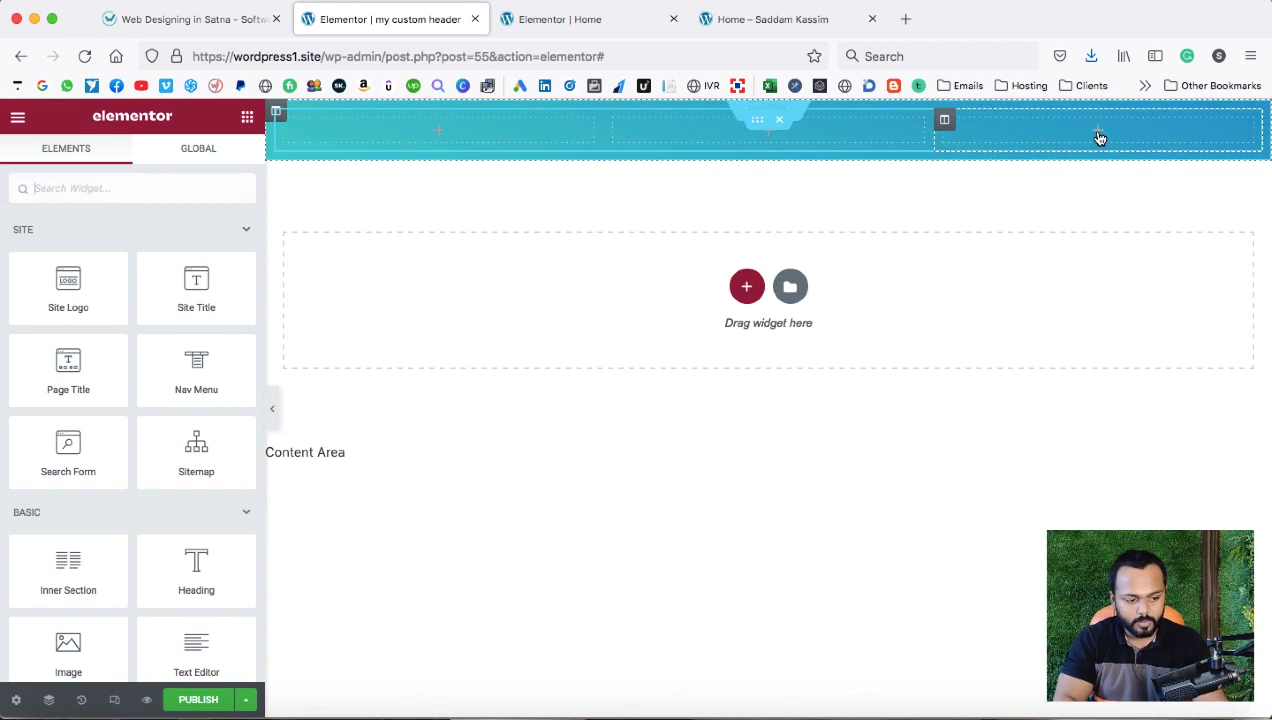 Web Designing in Satna - Softw
Elementor | my custom header
Elementor | Home
Home – Saddam Kassim
https://wordpress1.site/wp-admin/post.php?post=55&action=elementor#
Search
S
IVR
Emails
Hosting
Clients
Other Bookmarks
elementor
ELEMENTS
GLOBAL
Search Widget...
SITE
LOGO
Site Logo
Site Title
Page Title
Nav Menu
Search Form
Sitemap
BASIC
Inner Section
Heading
Image
Text Editor
PUBLISH
Drag widget here
Content Area